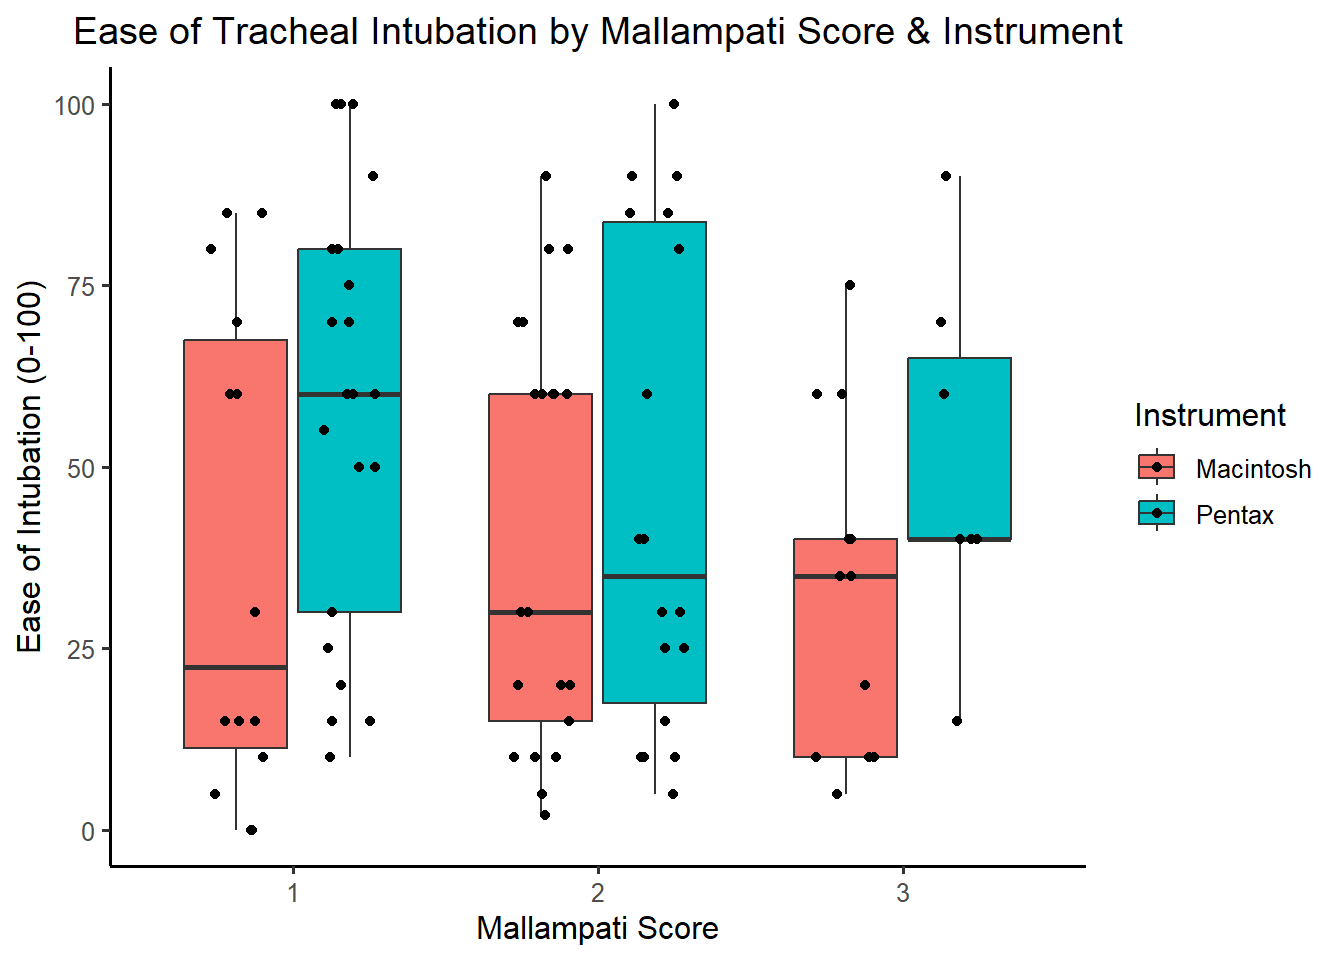 Ease of Tracheal Intubation by Mallampati Score & Instrument
Ease of Intubation (0-100)
100
75
50
25
0
1
2
3
Mallampati Score
Instrument
Macintosh
Pentax